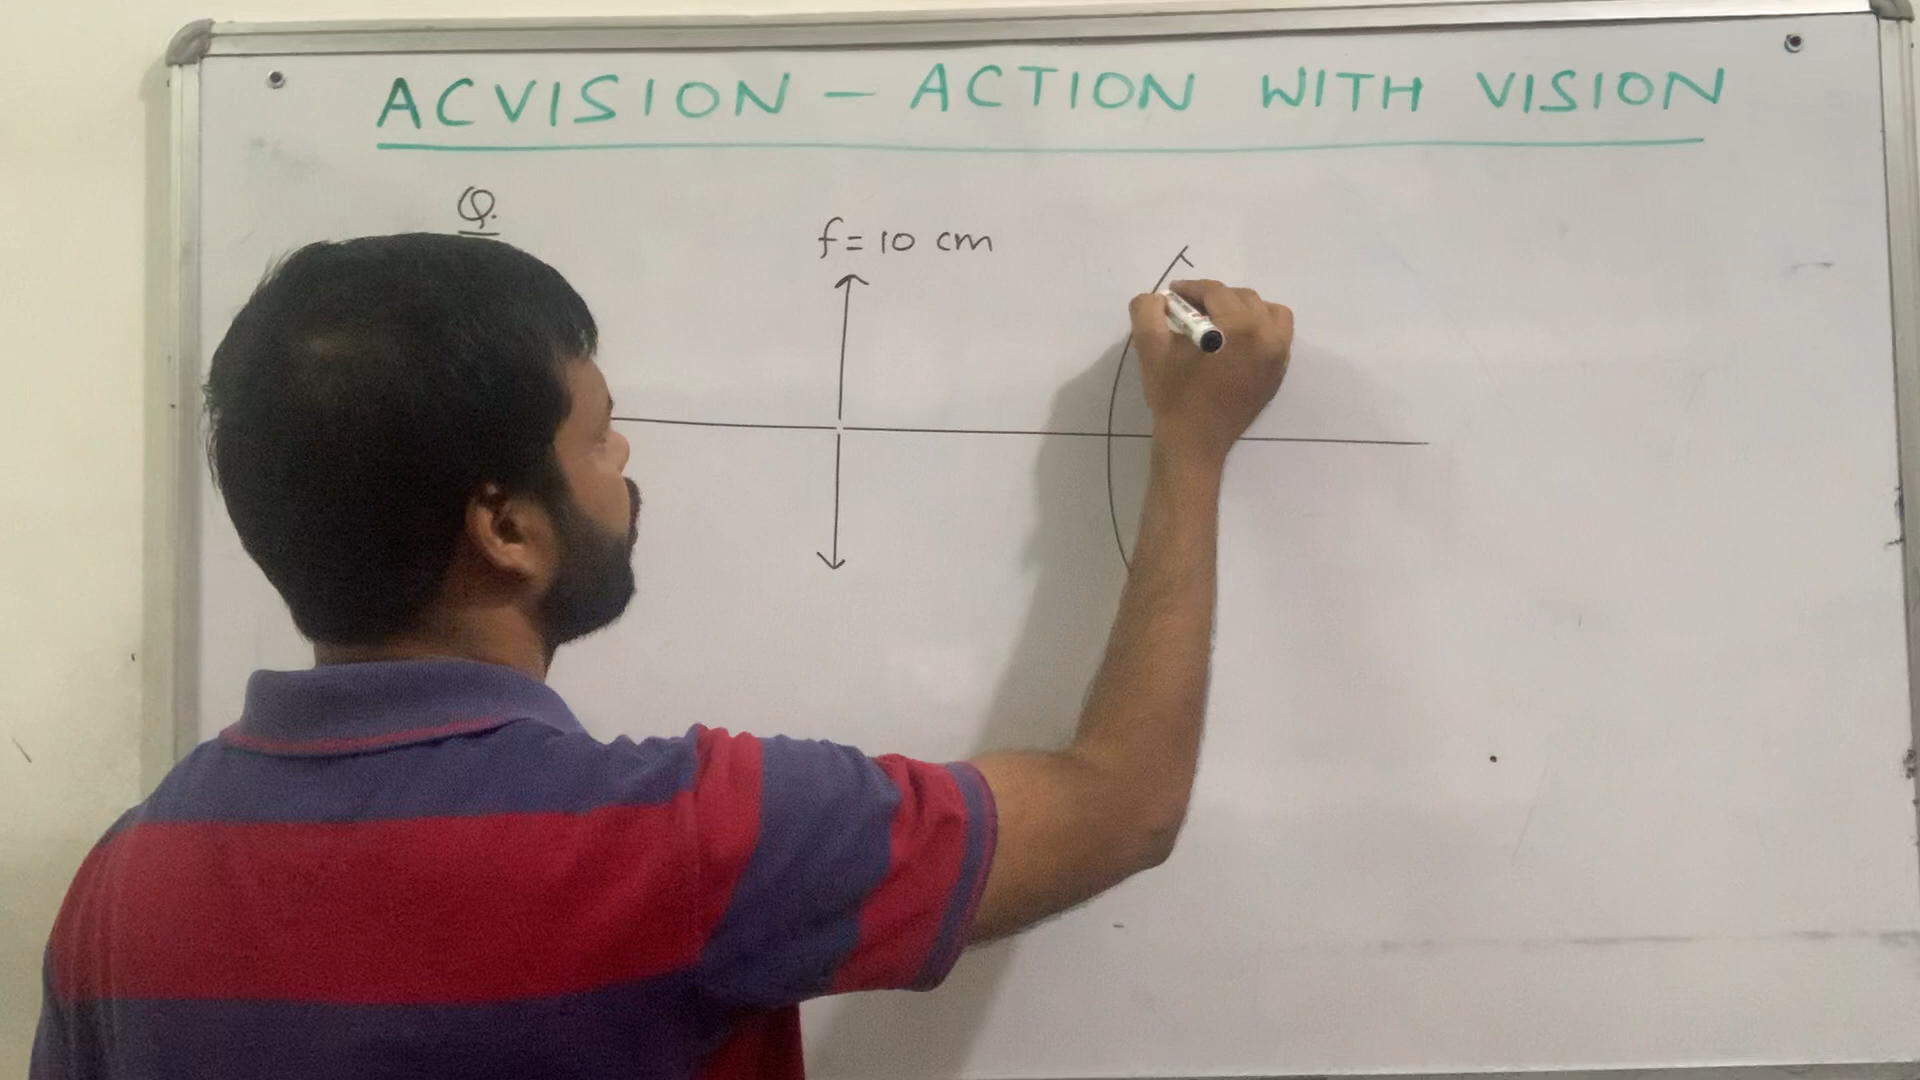 ACVISION - ACTION WITH VISION
Q.
f = 10 cm